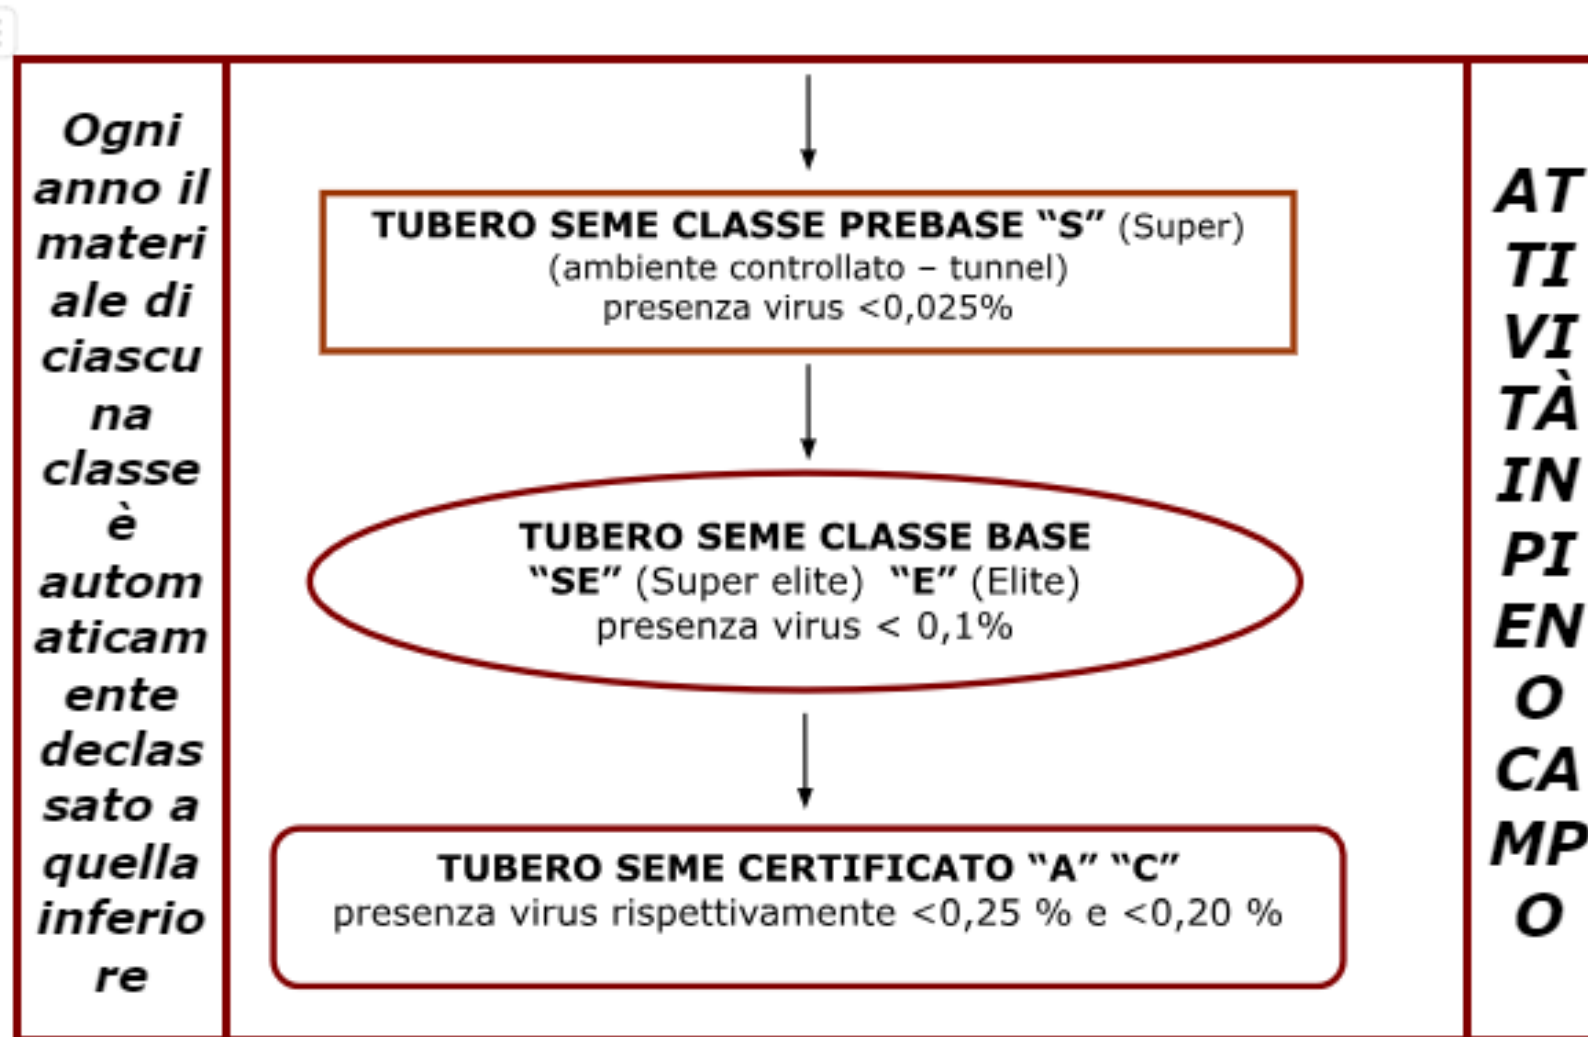 Ogni
anno il
materi
ale di
ciascu
na
classe
è
autom
aticam
ente
declas
sato a
quella
inferio
re
TUBERO SEME CLASSE PREBASE “S” (Super)
(ambiente controllato – tunnel)
presenza virus <0,025%
TUBERO SEME CLASSE BASE
“SE” (Super elite) “E” (Elite)
presenza virus < 0,1%
TUBERO SEME CERTIFICATO “A” “C”
presenza virus rispettivamente <0,25 % e <0,20 %
AT
TI
VI
TÀ
IN
PI
EN
O
CA
MP
O